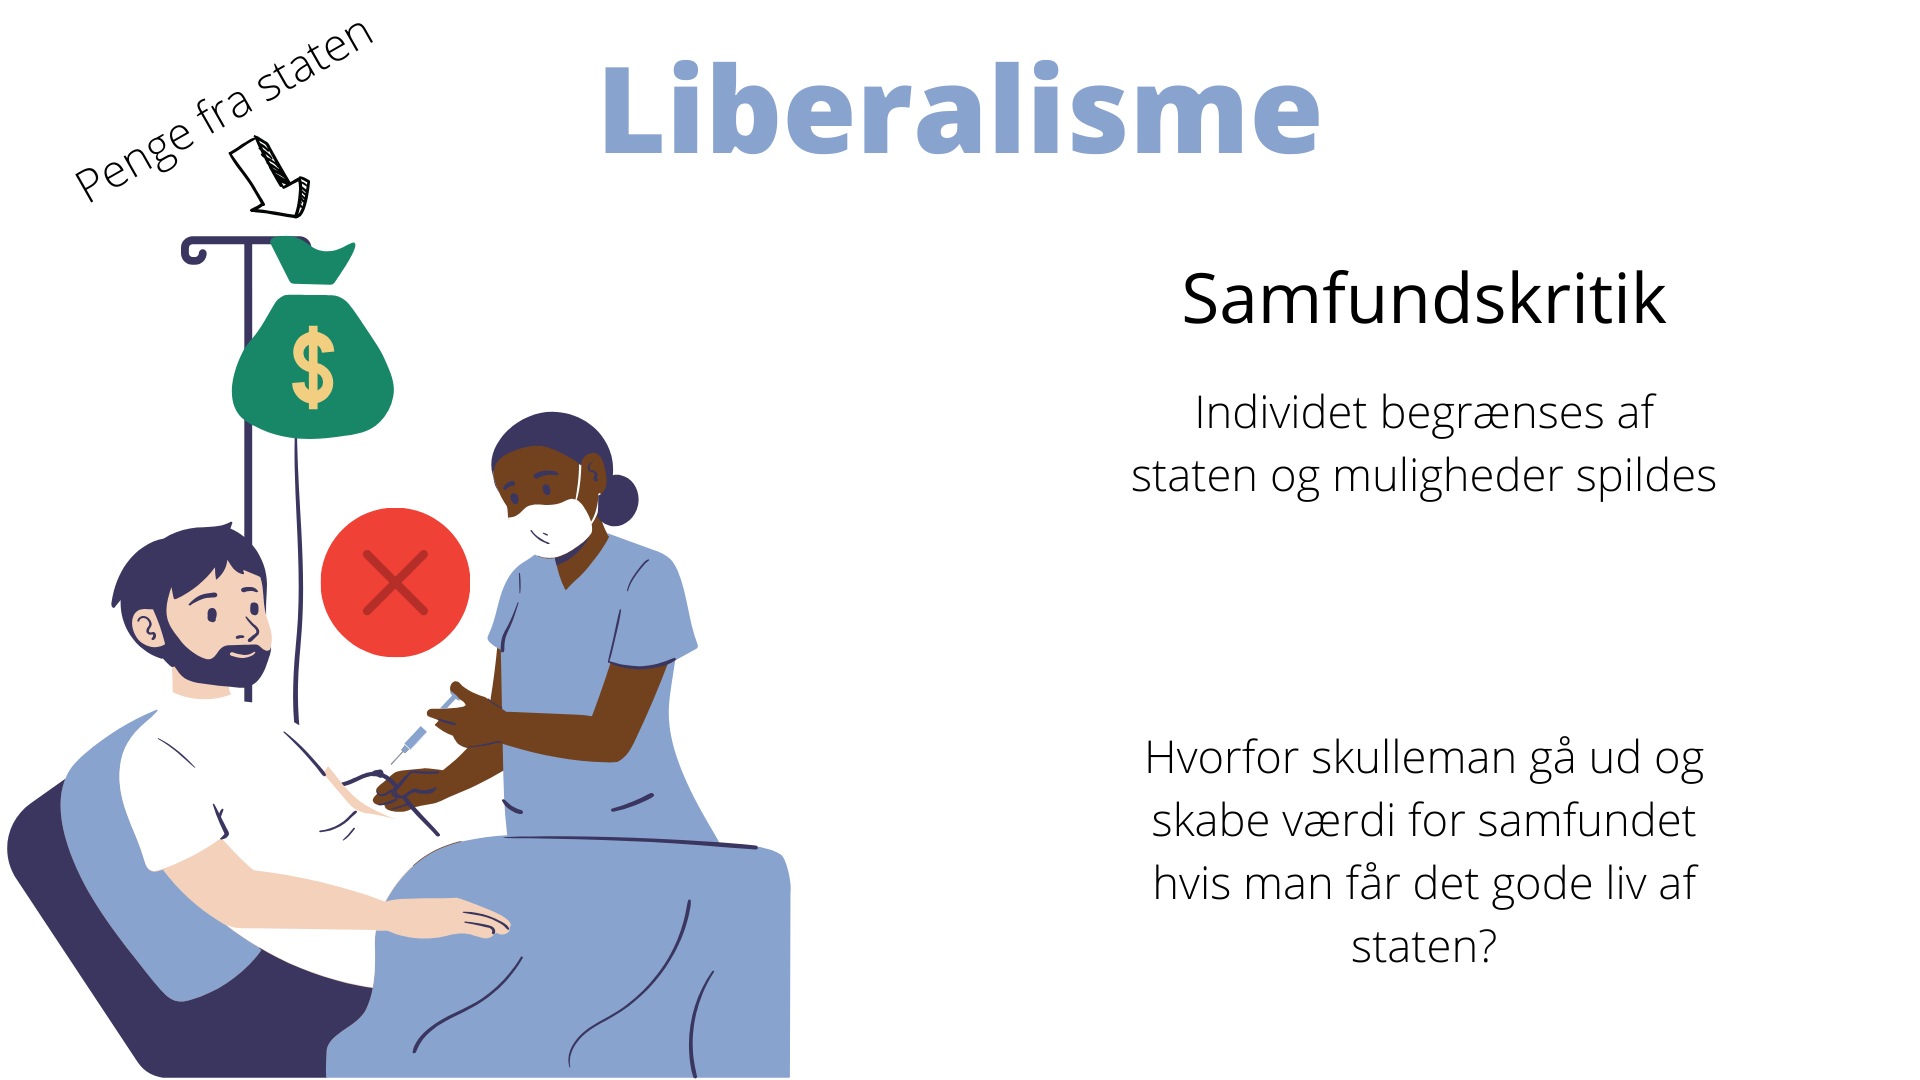 Penge fra staten
Liberalisme
$
Samfundskritik
Individet begrænses af
staten og muligheder spildes
Hvorfor skulleman gå ud og
skabe værdi for samfundet
hvis man får det gode liv af
staten?